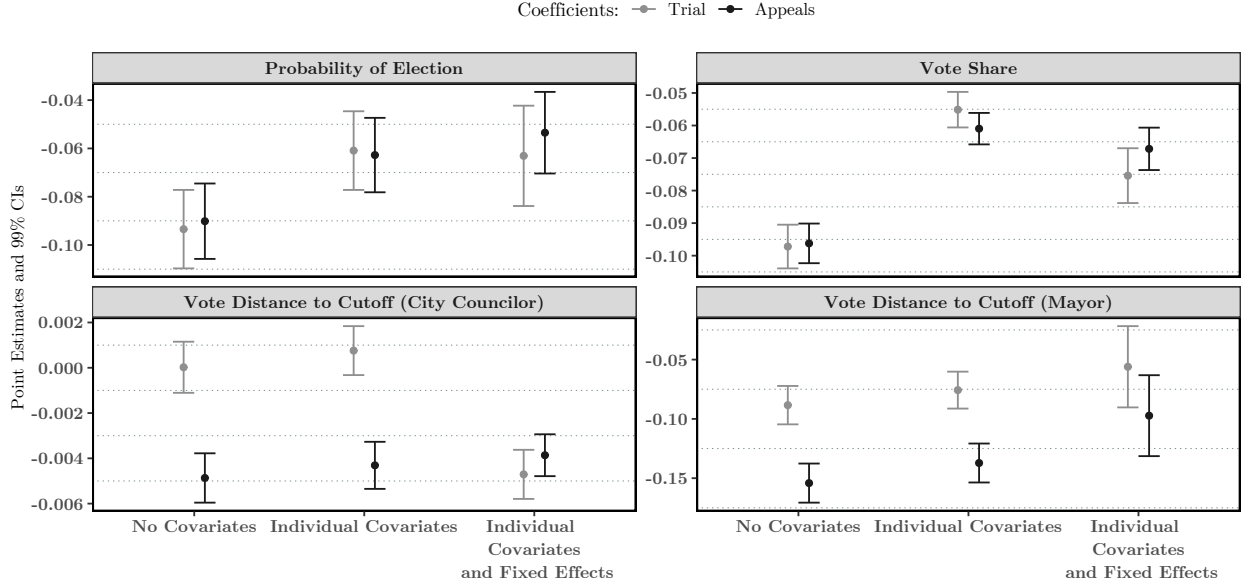 Coefficients: Trial Appeals
Point Estimates and 99% CIs
Probability of Election
-0.04
-0.06
-0.08
-0.10
Vote Share
-0.05
-0.06
-0.07
-0.08
-0.09
-0.10
Vote Distance to Cutoff (City Councilor)
0.002
0.000
-0.002
-0.004
-0.006
No Covariates Individual Covariates Individual
Covariates
and Fixed Effects
Vote Distance to Cutoff (Mayor)
-0.05
-0.10
-0.15
No Covariates Individual Covariates Individual
Covariates
and Fixed Effects